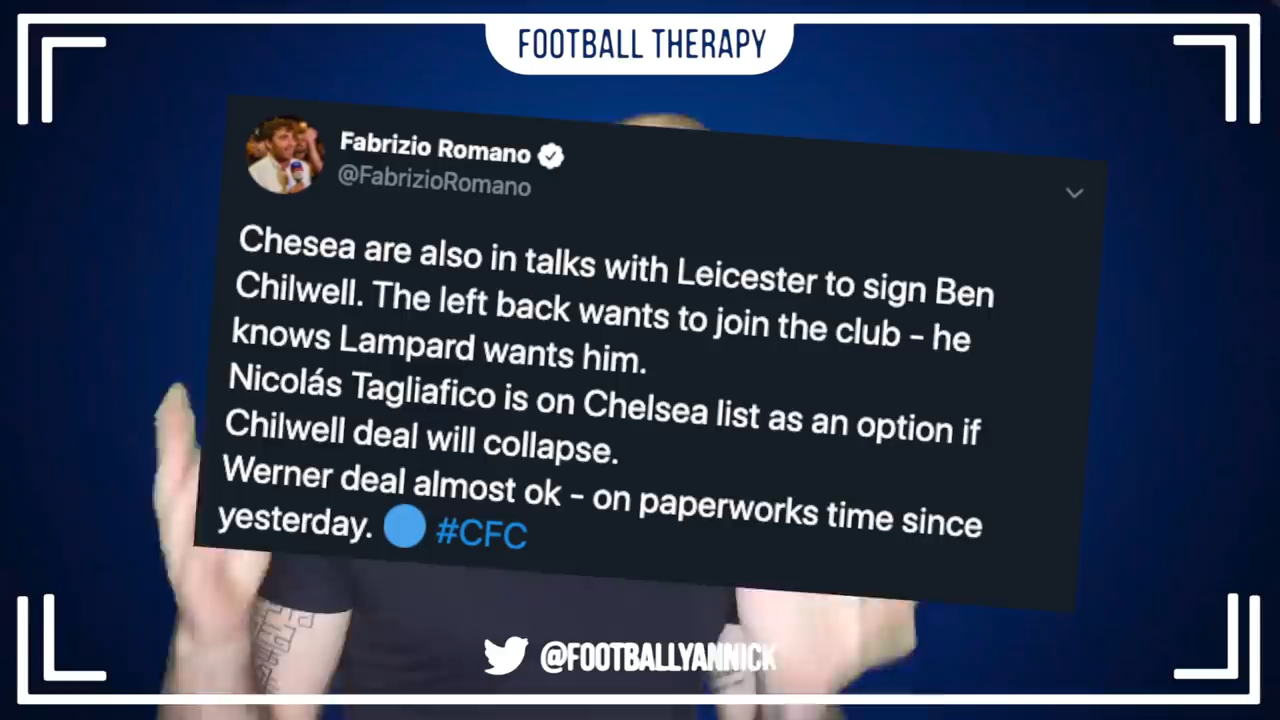 FOOTBALL THERAPY
Fabrizio Romano
@FabrizioRomano
Chesea are also in talks with Leicester to sign Ben
Chilwell. The left back wants to join the club - he
knows Lampard wants him.
Nicolás Tagliafico is on Chelsea list as an option if
Chilwell deal will collapse.
Werner deal almost ok - on paperworks time since
yesterday. 🔵 #CFC
@FOOTBALLYANNICK